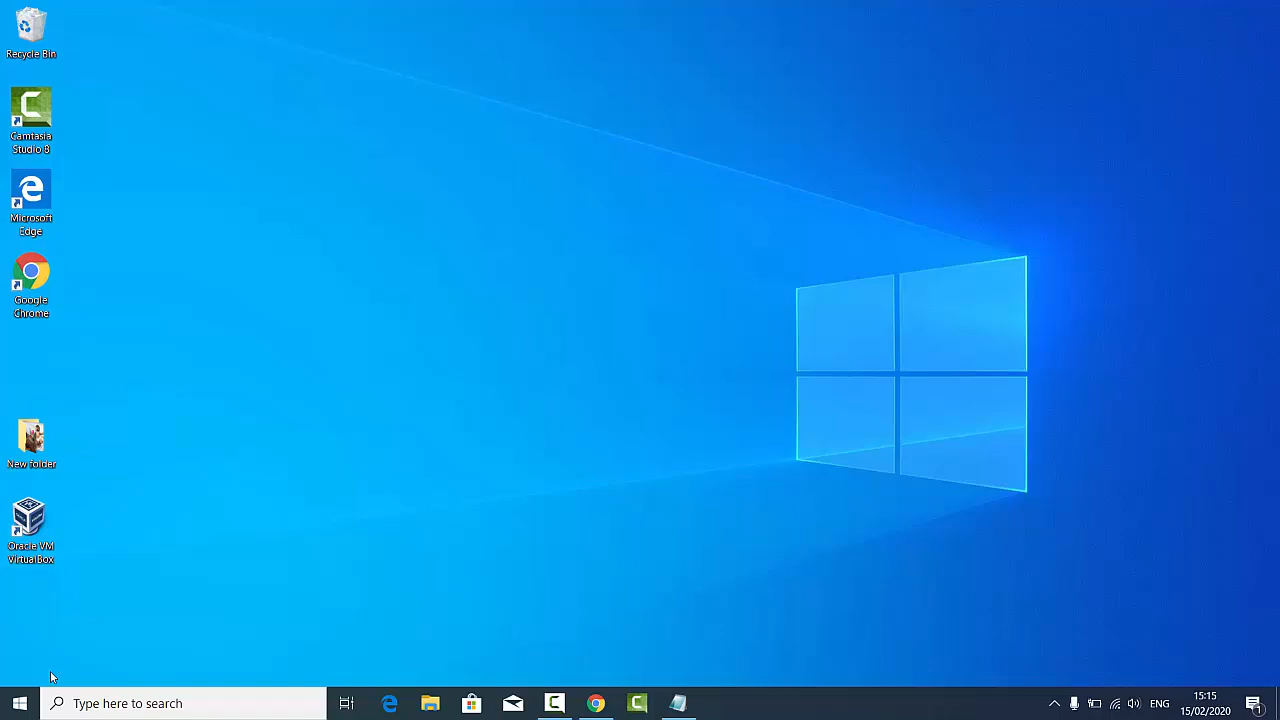 Recycle Bin
Camtasia
Studio 8
Microsoft
Edge
Google
Chrome
New folder
Oracle VM
VirtualBox
Type here to search
ENG
15:15
15/02/2020
1